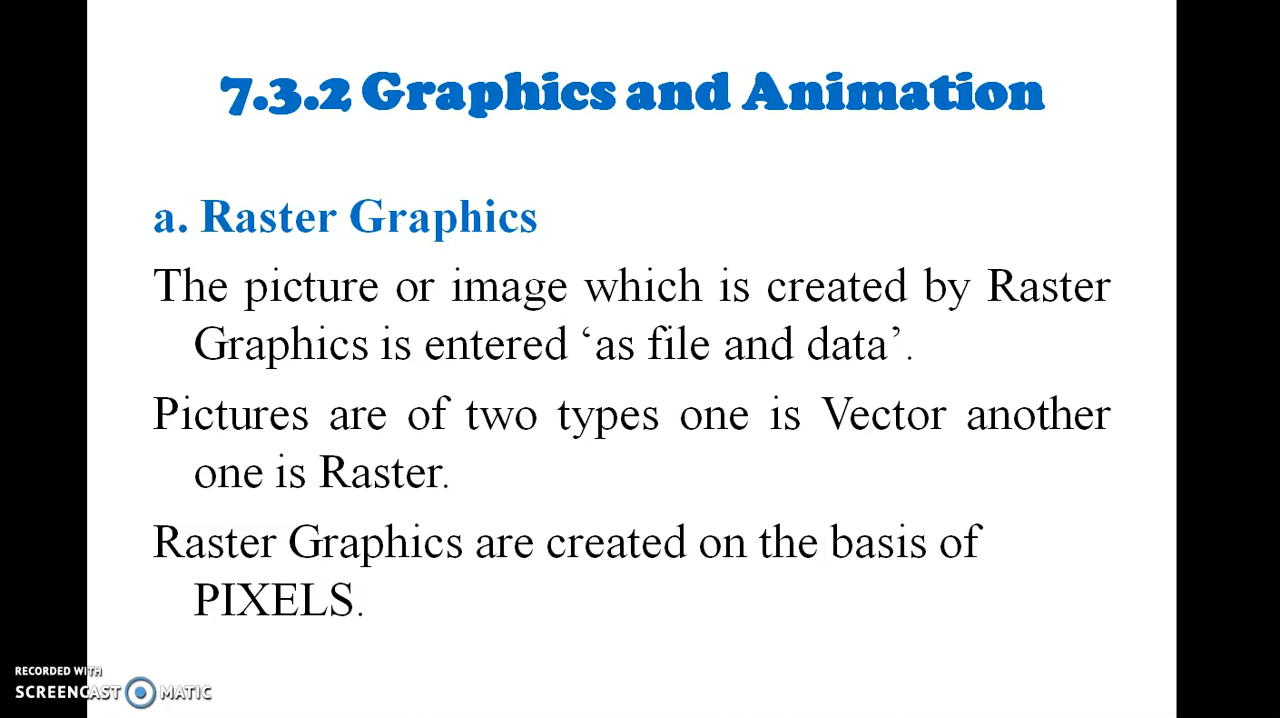 7.3.2 Graphics and Animation
a. Raster Graphics
The picture or image which is created by Raster
Graphics is entered ‘as file and data’.
Pictures are of two types one is Vector another
one is Raster.
Raster Graphics are created on the basis of
PIXELS.
RECORDED WITH
SCREENCAST MATIC